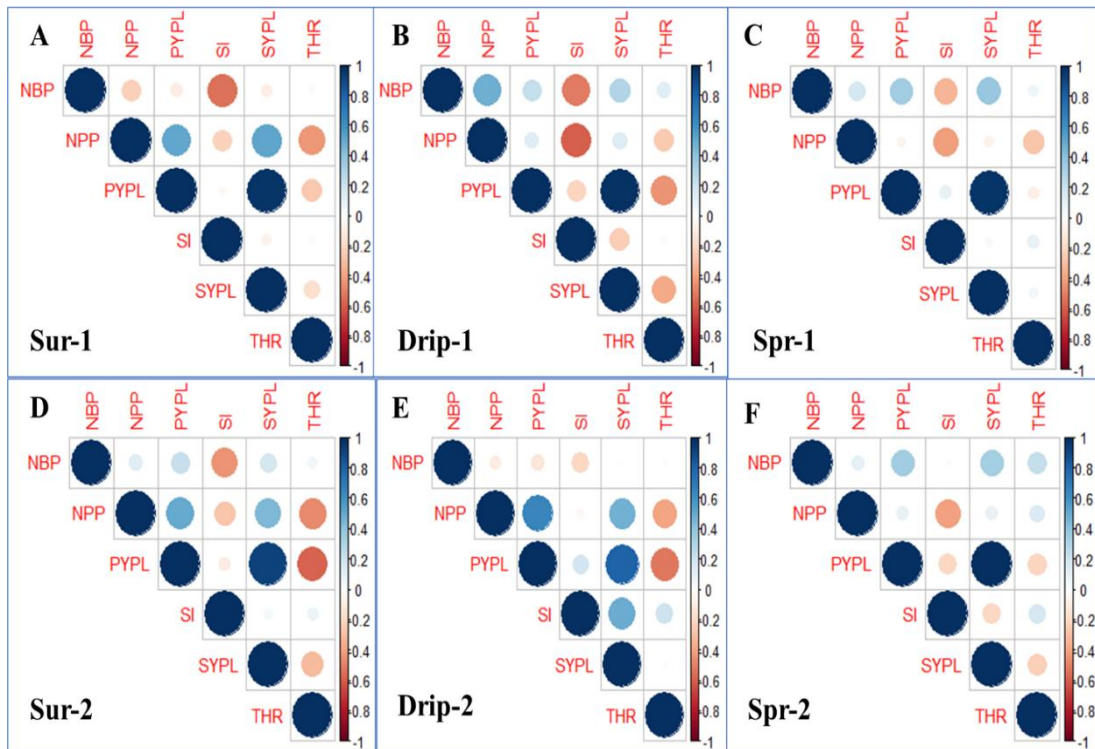 A
NBP NPP PYPL SI SYPL THR
NBP
NPP
PYPL
SI
SYPL
THR
1
0.8
0.6
0.4
0.2
0
-0.2
-0.4
-0.6
-0.8
-1
Sur-1
B
NBP NPP PYPL SI SYPL THR
NBP
NPP
PYPL
SI
SYPL
THR
1
0.8
0.6
0.4
0.2
0
-0.2
-0.4
-0.6
-0.8
-1
Drip-1
C
NBP NPP PYPL SI SYPL THR
NBP
NPP
PYPL
SI
SYPL
THR
1
0.8
0.6
0.4
0.2
0
-0.2
-0.4
-0.6
-0.8
-1
Spr-1
D
NBP NPP PYPL SI SYPL THR
NBP
NPP
PYPL
SI
SYPL
THR
1
0.8
0.6
0.4
0.2
0
-0.2
-0.4
-0.6
-0.8
-1
Sur-2
E
NBP NPP PYPL SI SYPL THR
NBP
NPP
PYPL
SI
SYPL
THR
1
0.8
0.6
0.4
0.2
0
-0.2
-0.4
-0.6
-0.8
-1
Drip-2
F
NBP NPP PYPL SI SYPL THR
NBP
NPP
PYPL
SI
SYPL
THR
1
0.8
0.6
0.4
0.2
0
-0.2
-0.4
-0.6
-0.8
-1
Spr-2